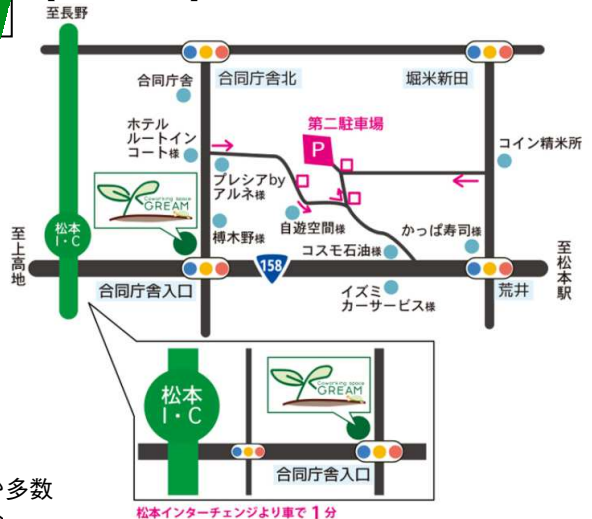 至長野
合同庁舎
合同庁舎北
堀米新田
ホテル
ルートイン
コート様
第二駐車場
P
コイン精米所
プレシアby
アルネ様
Coworking space
GREAM
自遊空間様
榑木野様
コスモ石油様
かっぱ寿司様
松本
I・C
至上高地
至松本駅
合同庁舎入口
158
荒井
イズミ
カーサービス様
松本
I・C
Coworking space
GREAM
合同庁舎入口
多数
松本インターチェンジより車で1分